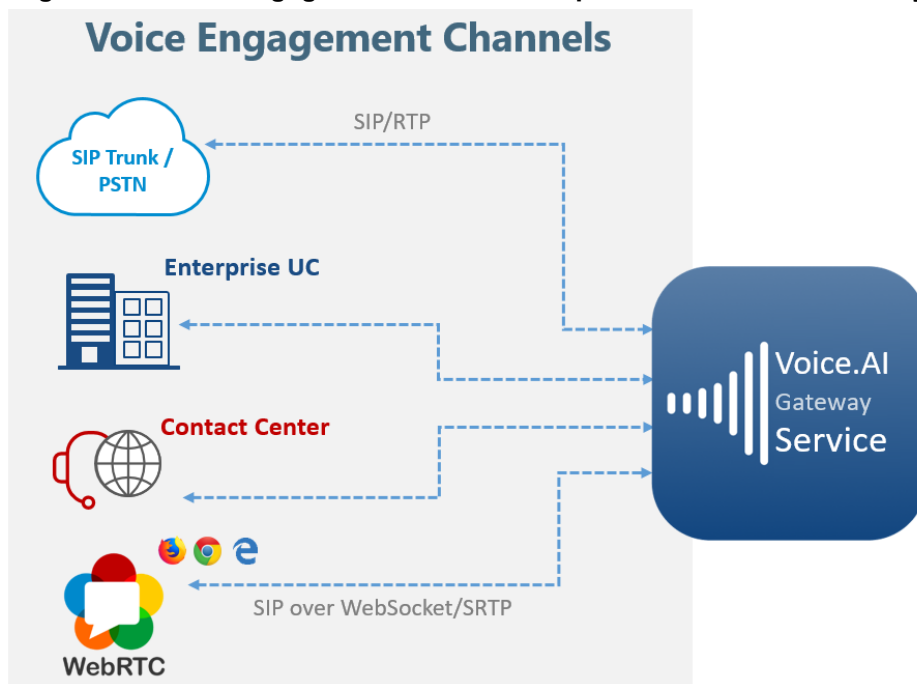 Voice Engagement Channels
SIP/RTP
SIP Trunk /
PSTN
Enterprise UC
Contact Center
Voice.AI
Gateway
Service
SIP over WebSocket/SRTP
WebRTC